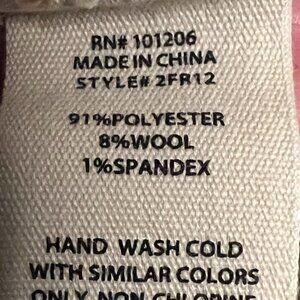 RN# 101206
MADE IN CHINA
STYLE# 2FR12
91%POLYESTER
8%WOOL
1%SPANDEX
HAND WASH COLD
WITH SIMILAR COLORS
ONLY NON-CHLORINE